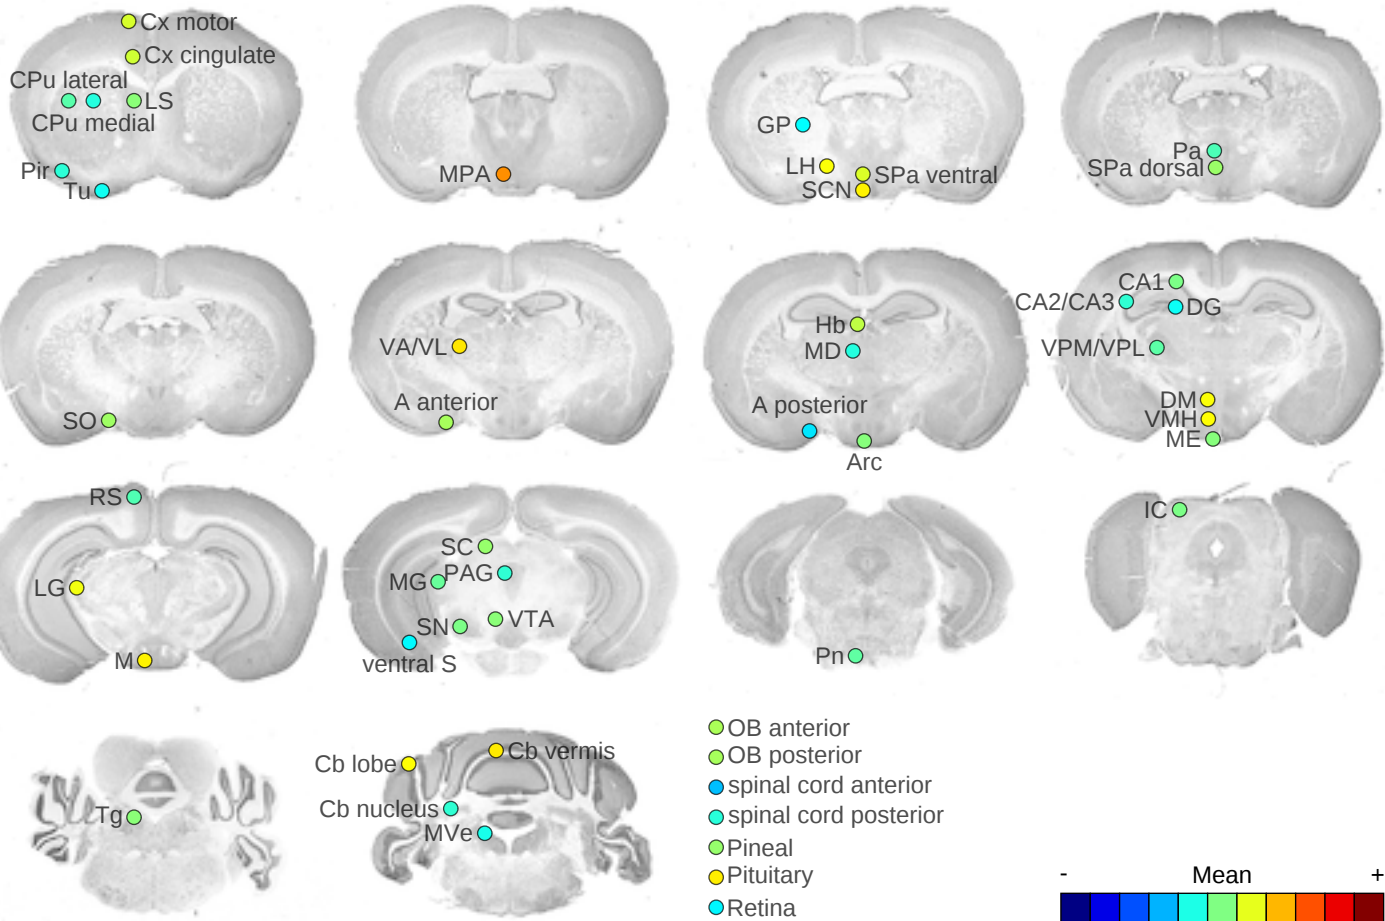 Cx motor
Cx cingulate
CPu lateral
LS
CPu medial
Pir
Tu
MPA
GP
LH
SPa ventral
SCN
Pa
SPa dorsal
SO
VA/VL
A anterior
Hb
MD
A posterior
Arc
CA1
CA2/CA3
DG
VPM/VPL
DM
VMH
ME
RS
LG
M
SC
MG
PAG
SN
VTA
ventral S
Pn
IC
Tg
Cb lobe
Cb vermis
Cb nucleus
MVe
OB anterior
OB posterior
spinal cord anterior
spinal cord posterior
Pineal
Pituitary
Retina
- Mean +